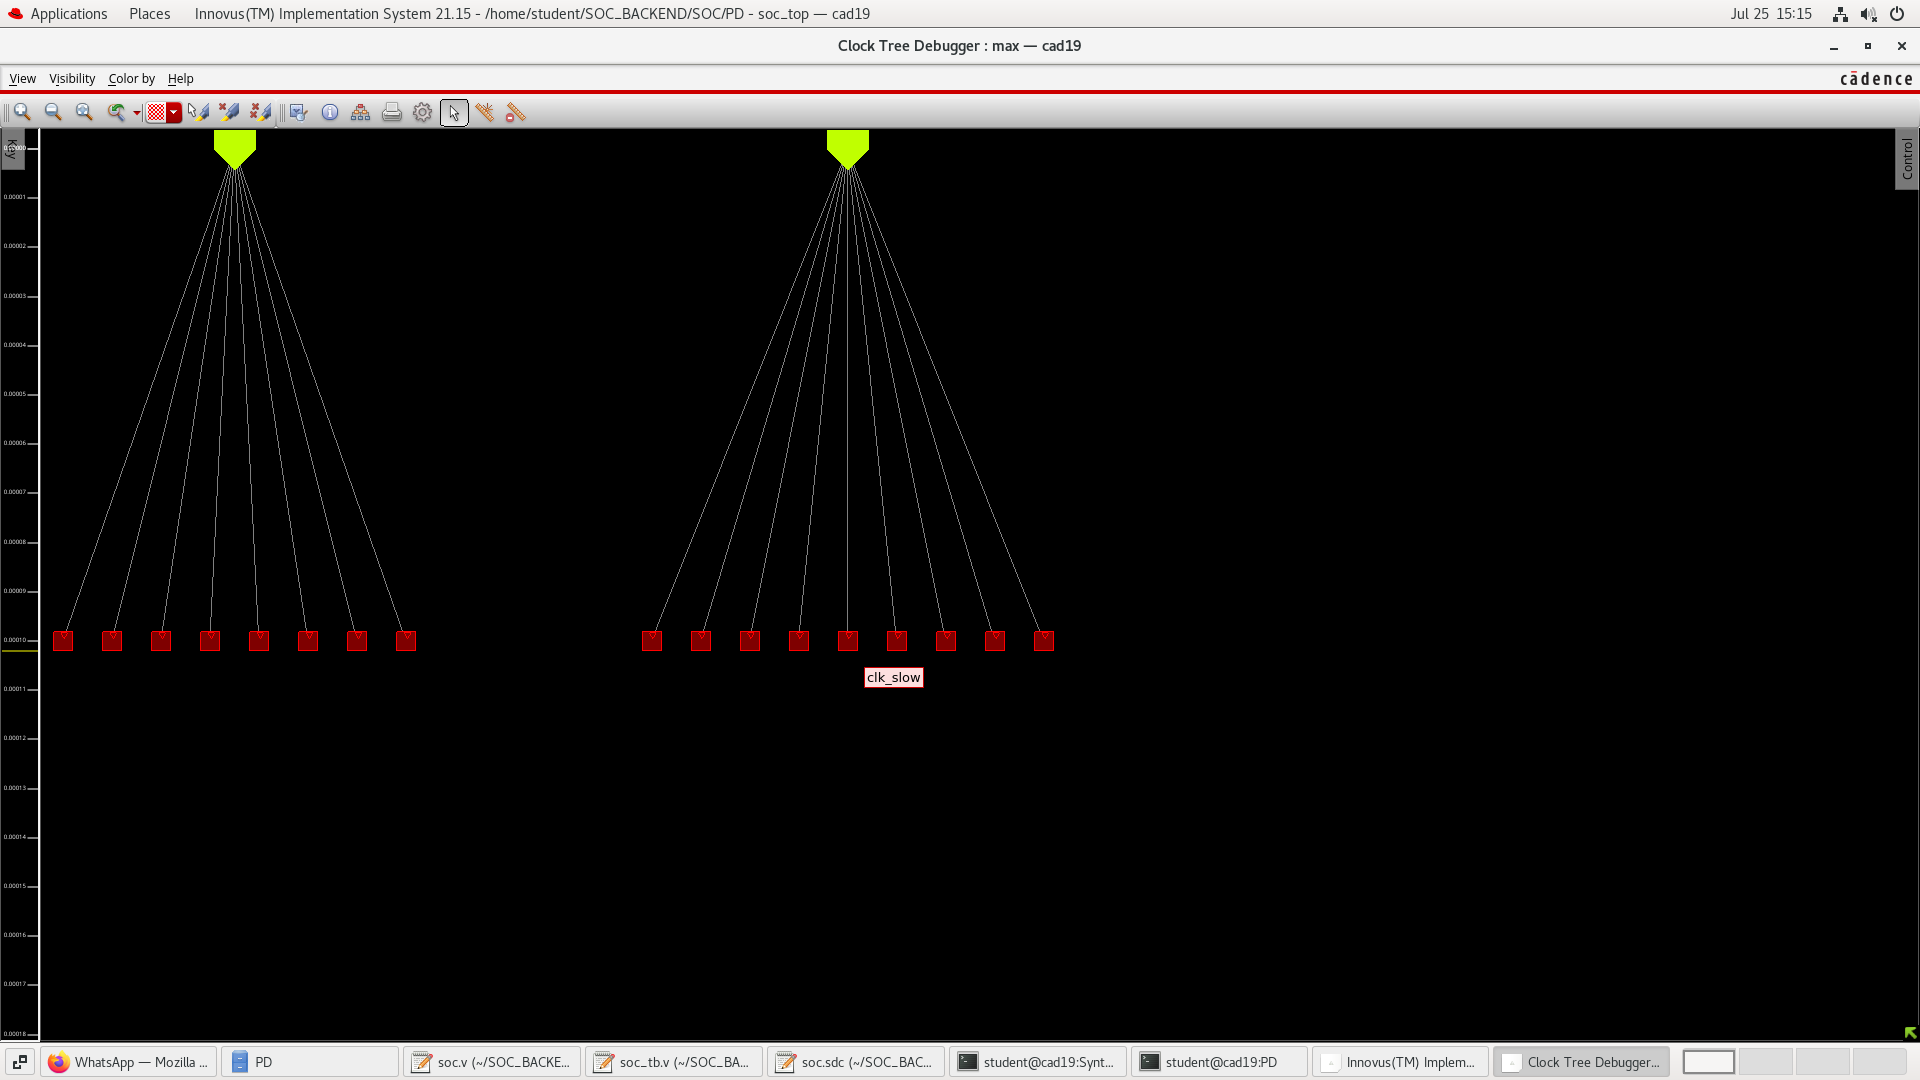 Applications Places Innovus(TM) Implementation System 21.15 - /home/student/SOC_BACKEND/SOC/PD - soc_top — cad19 Jul 25 15:15
Clock Tree Debugger : max — cad19
View Visibility Color by Help cādence
Key
Control
0.00001
0.00002
0.00003
0.00004
0.00005
0.00006
0.00007
0.00008
0.00009
0.00010
clk_slow
0.00011
0.00012
0.00013
0.00014
0.00015
0.00016
0.00017
0.00018
WhatsApp — Mozilla ... PD soc.v (~/SOC_BACKE... soc_tb.v (~/SOC_BA... soc.sdc (~/SOC_BAC... student@cad19:Synt... student@cad19:PD Innovus(TM) Implem... Clock Tree Debugger...